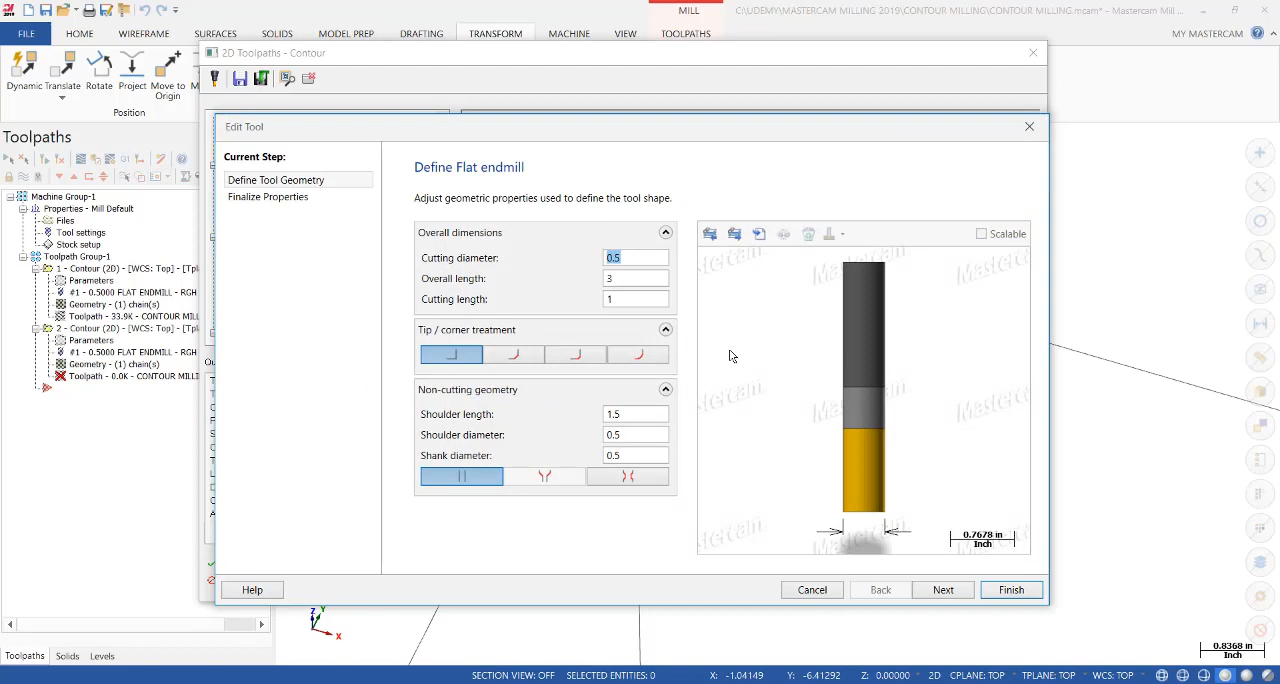 2019
C:\UDEMY\MASTERCAM MILLING 2019\CONTOUR MILLING\CONTOUR MILLING.mcam* - Mastercam Mill ...
MILL
FILE HOME WIREFRAME SURFACES SOLIDS MODEL PREP DRAFTING TRANSFORM MACHINE VIEW TOOLPATHS MY MASTERCAM
2D Toolpaths - Contour
Dynamic Translate Rotate Project Move to
Origin
Position
Toolpaths
Edit Tool
Current Step:
Define Tool Geometry
Finalize Properties
Define Flat endmill
Adjust geometric properties used to define the tool shape.
Overall dimensions
Cutting diameter: 0.5
Overall length: 3
Cutting length: 1
Tip / corner treatment
Non-cutting geometry
Shoulder length: 1.5
Shoulder diameter: 0.5
Shank diameter: 0.5
Scalable
Mastercam
0.7678 in
Inch
Help Cancel Back Next Finish
G1
Machine Group-1
Properties - Mill Default
Files
Tool settings
Stock setup
Toolpath Group-1
1 - Contour (2D) - [WCS: Top] - [Tpl
Parameters
#1 - 0.5000 FLAT ENDMILL - RGH
Geometry - (1) chain(s)
Toolpath - 33.9K - CONTOUR MILL
2 - Contour (2D) - [WCS: Top] - [Tpl
Parameters
#1 - 0.5000 FLAT ENDMILL - RGH
Geometry - (1) chain(s)
Toolpath - 0.0K - CONTOUR MILLI
Z Y X
0.8368 in
Inch
Toolpaths Solids Levels
SECTION VIEW: OFF SELECTED ENTITIES: 0 X: -1.04149 Y: -6.41292 Z: 0.00000 2D CPLANE: TOP TPLANE: TOP WCS: TOP